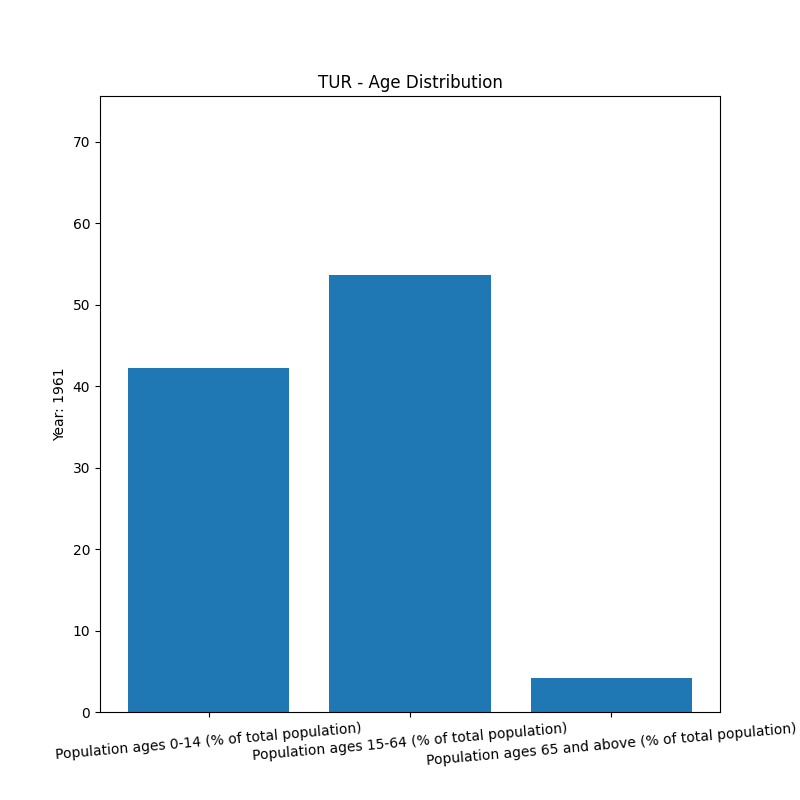 TUR - Age Distribution
70
60
50
40
30
20
10
0
Year: 1961
Population ages 0-14 (% of total population)
Population ages 15-64 (% of total population)
Population ages 65 and above (% of total population)